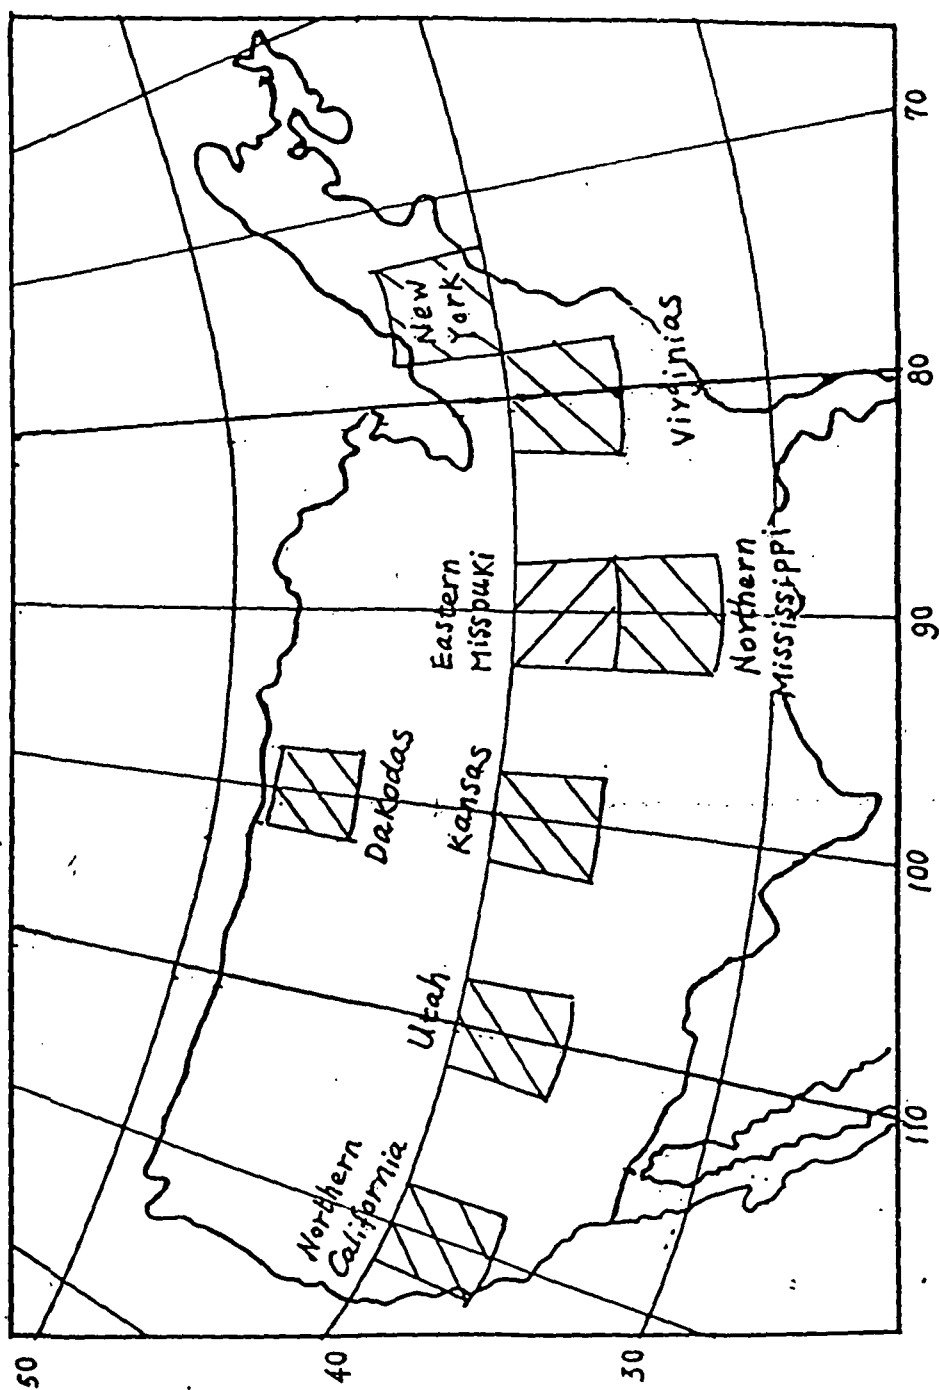 50
40
30
70
80
90
100
110
New
York
Virginias
Eastern
Missouki
Northern
Mississippi
Dakodas
Kansas
Utah
Northern
California